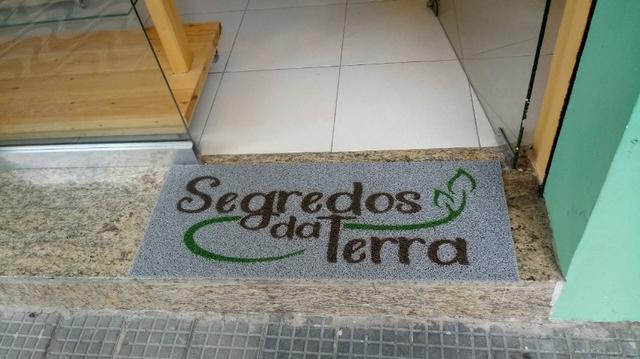 Segredos
da Terra